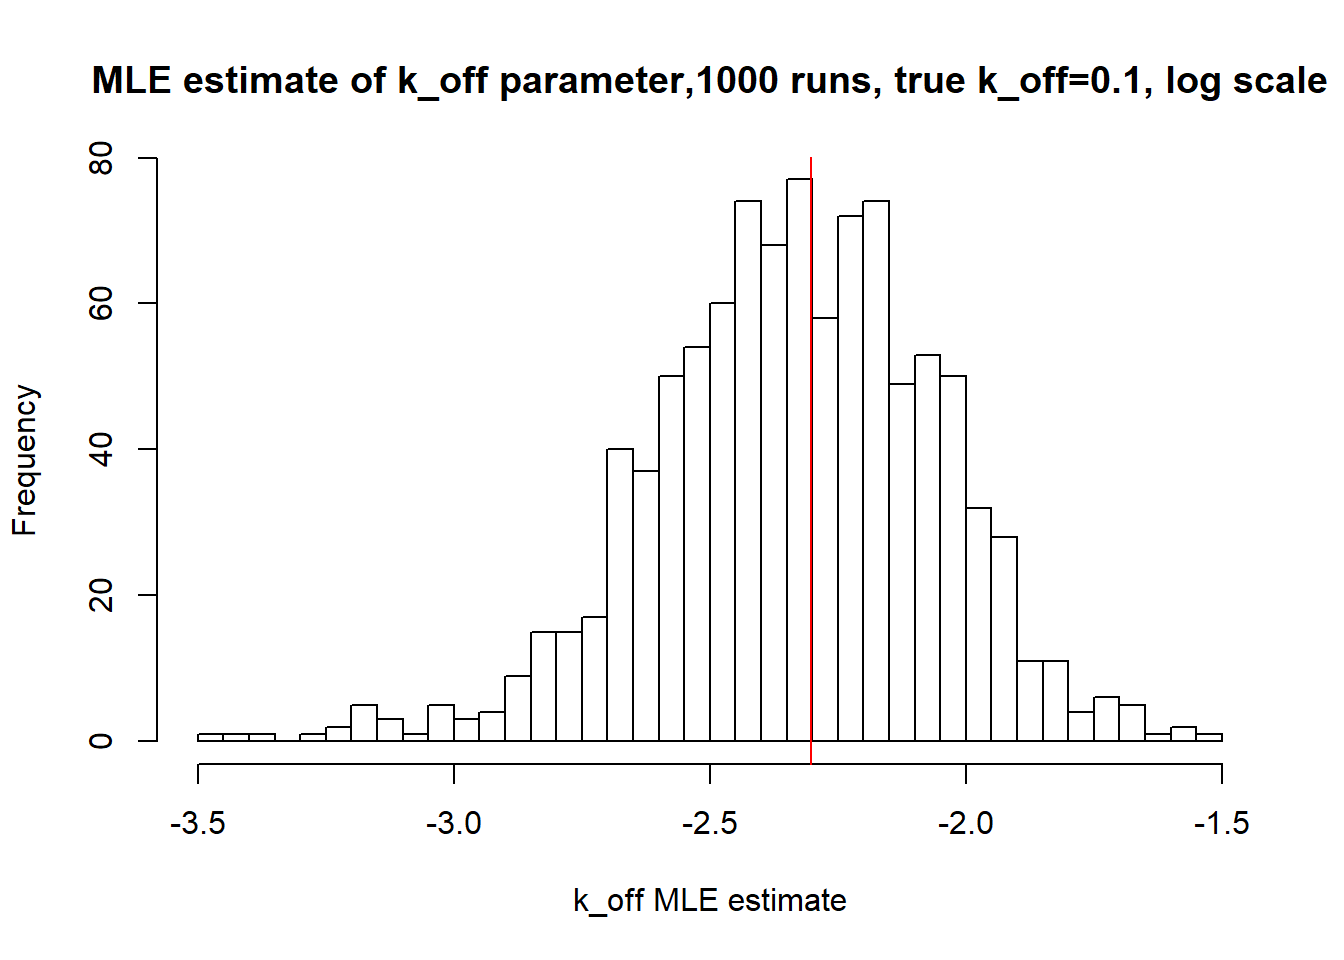 MLE estimate of k_off parameter,1000 runs, true k_off=0.1, log scale
80
60
40
20
0
Frequency
-3.5 -3.0 -2.5 -2.0 -1.5
k_off MLE estimate